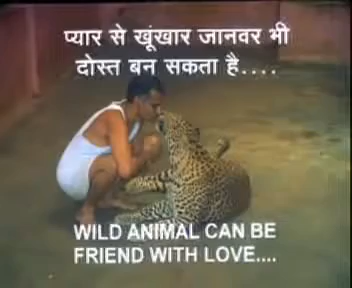 प्यार से खूंखार जानवर भी
दोस्त बन सकता है....
WILD ANIMAL CAN BE
FRIEND WITH LOVE....